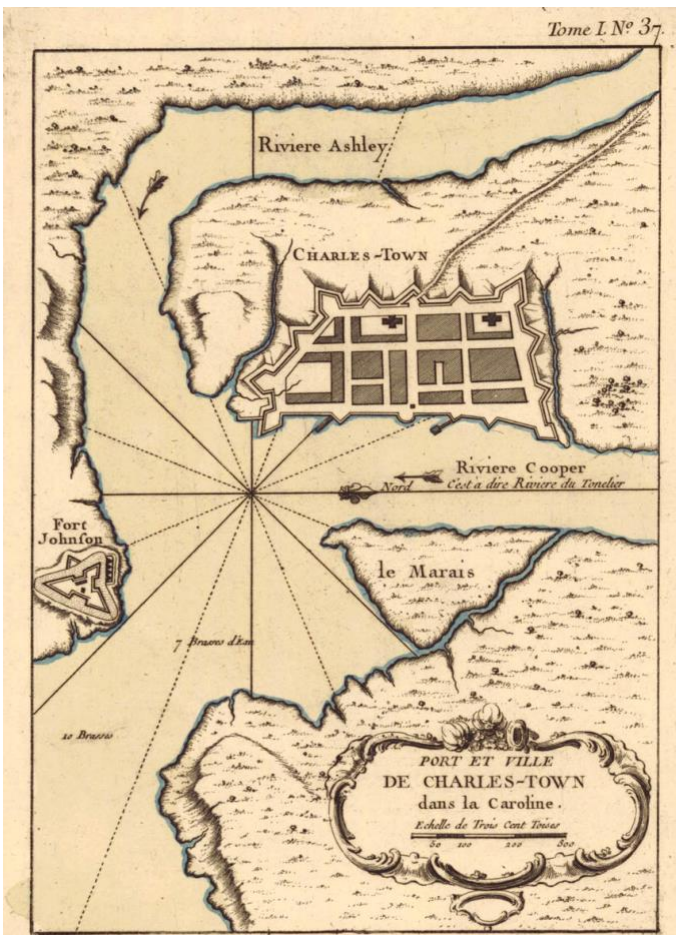 Tome I. Nº. 37.
Riviere Ashley
CHARLES-TOWN
Riviere Cooper
Nord
C'est a dire Riviere du Tonelier
Fort
Johnson
le Marais
7 Brasses d'Eau
10 Brasses
PORT ET VILLE
DE CHARLES-TOWN
dans la Caroline.
Echelle de Trois Cent Toises
50 100 200 300